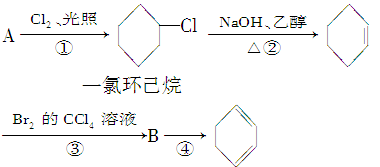 A Cl₂、光照 ① Cl NaOH、乙醇 △②
一氯环己烷
Br₂ 的 CCl₄ 溶液 ③ B ④